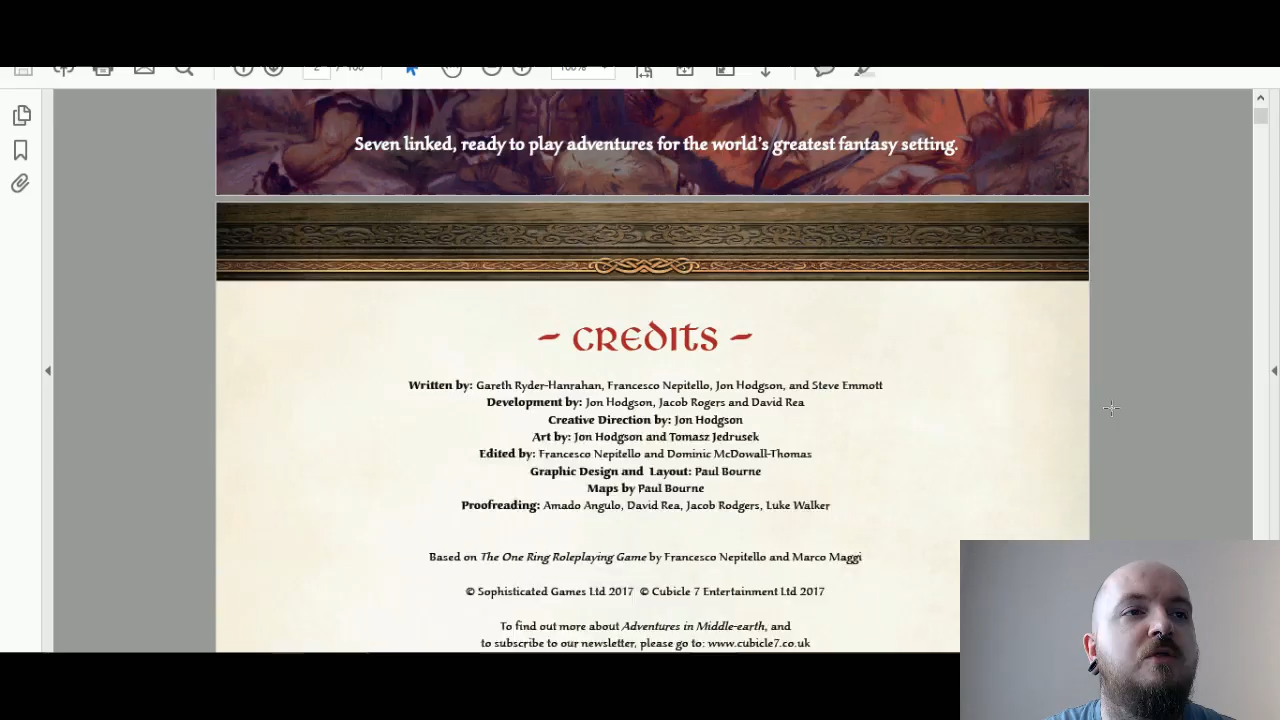 Seven linked, ready to play adventures for the world's greatest fantasy setting.
- CREDITS -
Written by: Gareth Ryder-Hanrahan, Francesco Nepitello, Jon Hodgson, and Steve Emmott
Development by: Jon Hodgson, Jacob Rogers and David Rea
Creative Direction by: Jon Hodgson
Art by: Jon Hodgson and Tomasz Jedrusek
Edited by: Francesco Nepitello and Dominic McDowall-Thomas
Graphic Design and Layout: Paul Bourne
Maps by Paul Bourne
Proofreading: Amado Angulo, David Rea, Jacob Rodgers, Luke Walker
Based on The One Ring Roleplaying Game by Francesco Nepitello and Marco Maggi
© Sophisticated Games Ltd 2017 © Cubicle 7 Entertainment Ltd 2017
To find out more about Adventures in Middle-earth, and
to subscribe to our newsletter, please go to: www.cubicle7.co.uk